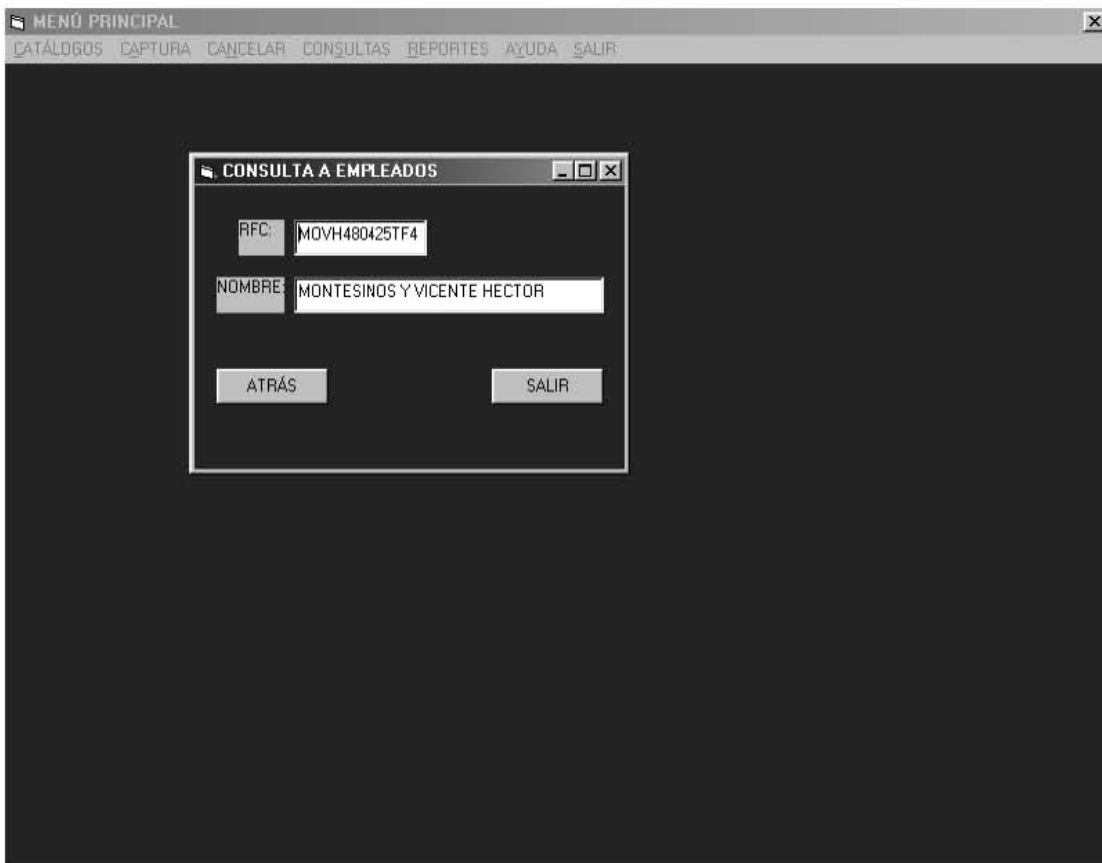 MENÚ PRINCIPAL
CATÁLOGOS CAPTURA CANCELAR CONSULTAS REPORTES AYUDA SALIR
CONSULTA A EMPLEADOS
RFC: MOVH480425TF4
NOMBRE: MONTESINOS Y VICENTE HECTOR
ATRÁS SALIR